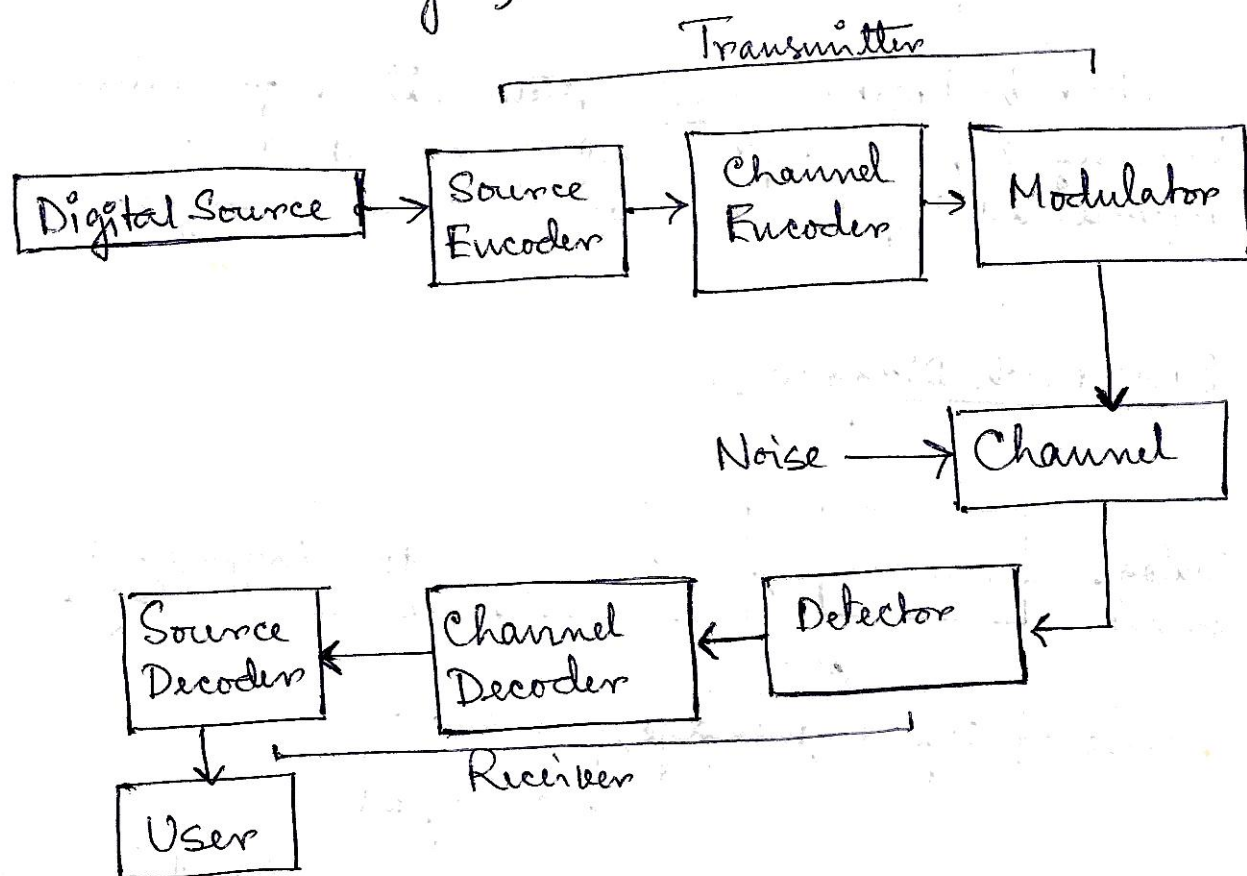 Transmitter
Digital Source
Source
Encoder
Channel
Encoder
Modulator
Noise
Channel
Detector
Channel
Decoder
Source
Decoder
Receiver
User